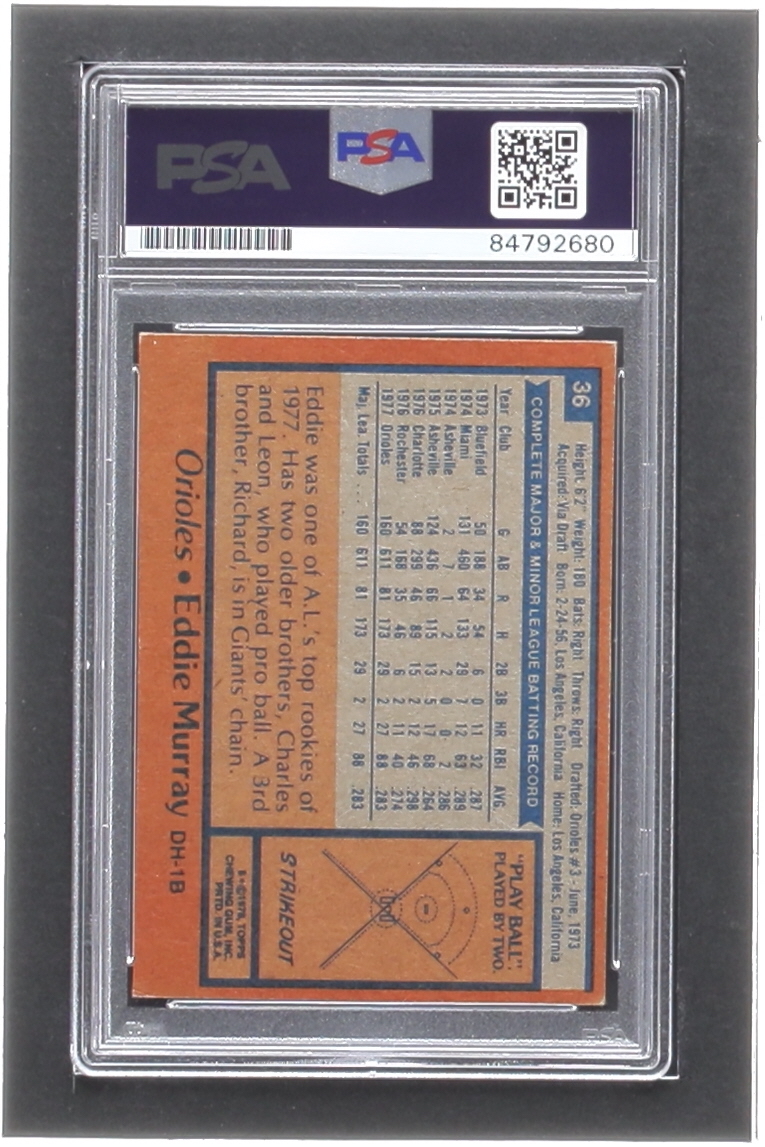 PSA
PSA
84792680
36
Height: 6'2" Weight: 180 Bats: Right Throws: Right Drafted: Orioles #3 - June, 1973
Acquired: Via Draft Born: 2-24-56, Los Angeles, California Home: Los Angeles, California
COMPLETE MAJOR & MINOR LEAGUE BATTING RECORD
Year Club G AB R H 2B 3B HR RBI AVG.
1973 Bluefield 50 188 34 54 6 0 11 32 .287
1974 Miami 131 460 64 133 29 7 12 63 .289
1974 Asheville 2 7 1 2 2 0 0 2 .286
1975 Asheville 124 436 66 115 13 5 17 68 .264
1976 Charlotte 88 299 46 89 15 2 12 46 .298
1976 Rochester 54 168 35 46 6 2 11 40 .274
1977 Orioles 160 611 81 173 29 2 27 88 .283
Maj. Lea. Totals . . . 160 611 81 173 29 2 27 88 .283
Eddie was one of A.L.'s top rookies of
1977. Has two older brothers, Charles
and Leon, who played pro ball. A 3rd
brother, Richard, is in Giants' chain.
"PLAY BALL"
PLAYED BY TWO.
STRIKEOUT
©1978, TOPPS
CHEWING GUM, INC.
PRTD. IN U.S.A.
Orioles • Eddie Murray DH-1B
PSA